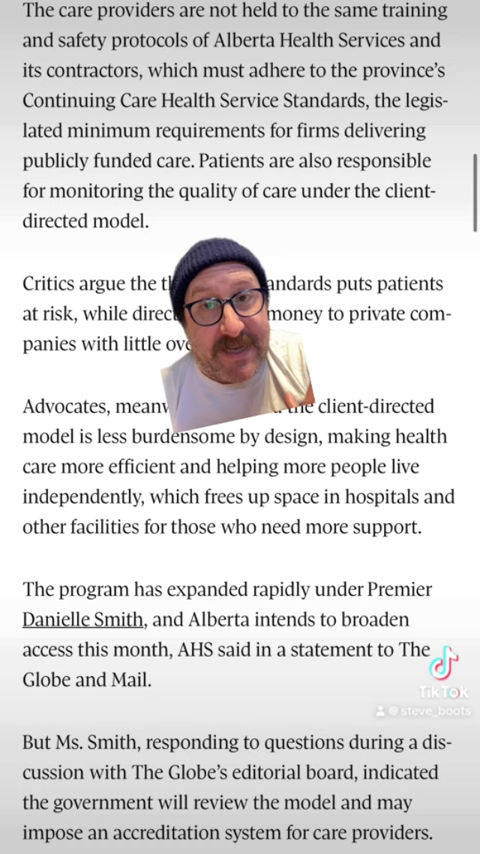 The care providers are not held to the same training
and safety protocols of Alberta Health Services and
its contractors, which must adhere to the province's
Continuing Care Health Service Standards, the legis-
lated minimum requirements for firms delivering
publicly funded care. Patients are also responsible
for monitoring the quality of care under the client-
directed model.
Critics argue the andards puts patients
at risk, while direc money to private com-
panies with little
Advocates, the client-directed
model is less burdensome by design, making health
care more efficient and helping more people live
independently, which frees up space in hospitals and
other facilities for those who need more support.
The program has expanded rapidly under Premier
Danielle Smith, and Alberta intends to broaden
access this month, AHS said in a statement to The
Globe and Mail.
TikTok
@steve_boots
But Ms. Smith, responding to questions during a dis-
cussion with The Globe's editorial board, indicated
the government will review the model and may
impose an accreditation system for care providers.